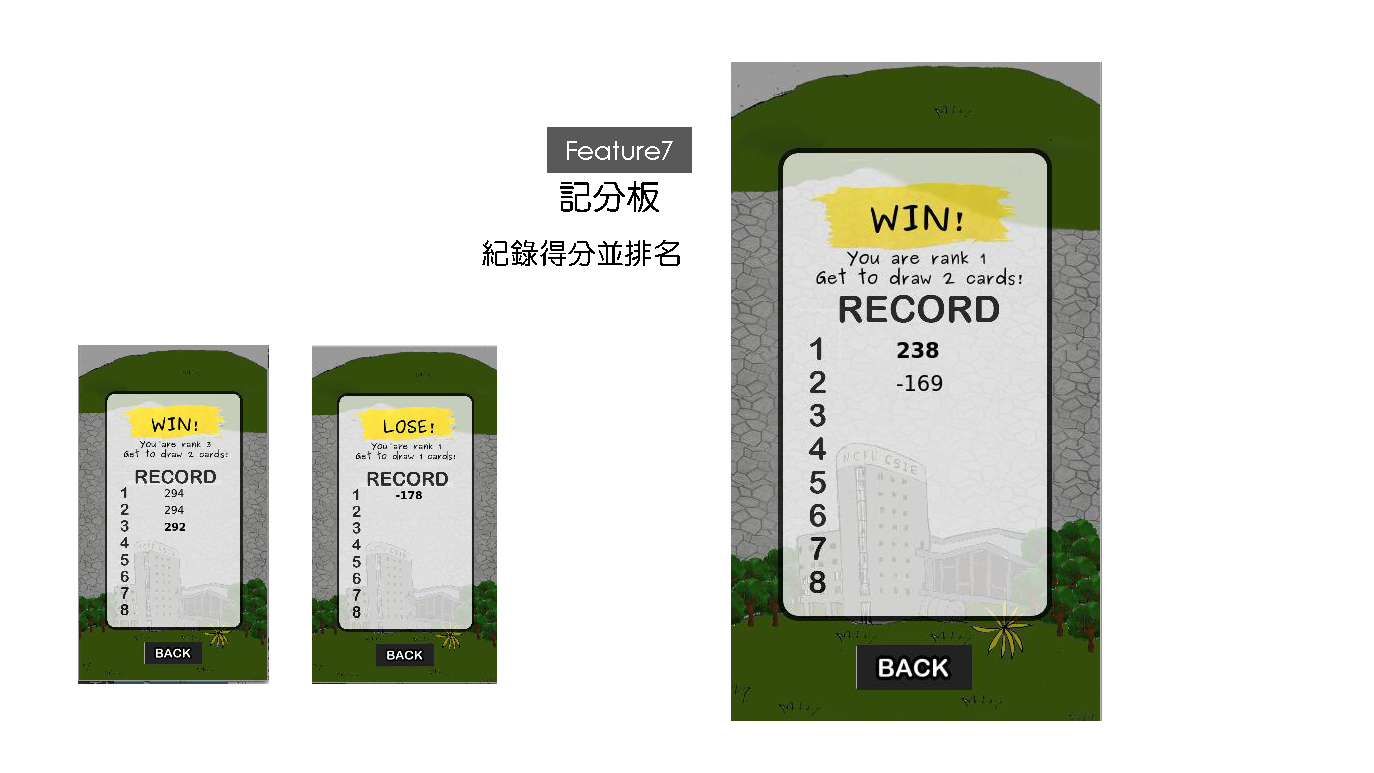 Feature7
記分板
紀錄得分並排名
WIN!
You are rank 3
Get to draw 2 cards!
RECORD
1 294
2 294
3 292
4
5
6
7
8
BACK
LOSE!
You are rank 1
Get to draw 1 cards!
RECORD
1 -178
2
3
4
5
6
7
8
CSIE
BACK
WIN!
You are rank 1
Get to draw 2 cards!
RECORD
1 238
2 -169
3
4
5
6
7
8
NCYU CSIE
BACK